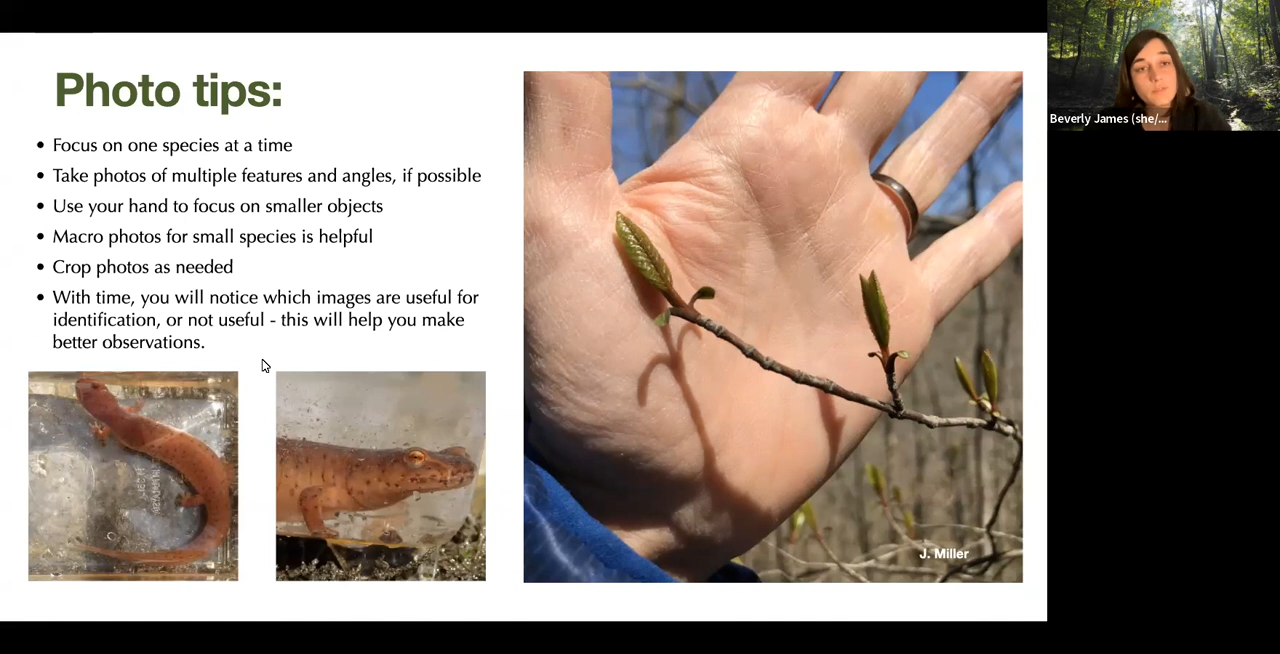 Photo tips:
• Focus on one species at a time
• Take photos of multiple features and angles, if possible
• Use your hand to focus on smaller objects
• Macro photos for small species is helpful
• Crop photos as needed
• With time, you will notice which images are useful for
identification, or not useful - this will help you make
better observations.
J. Miller
Beverly James (she/...